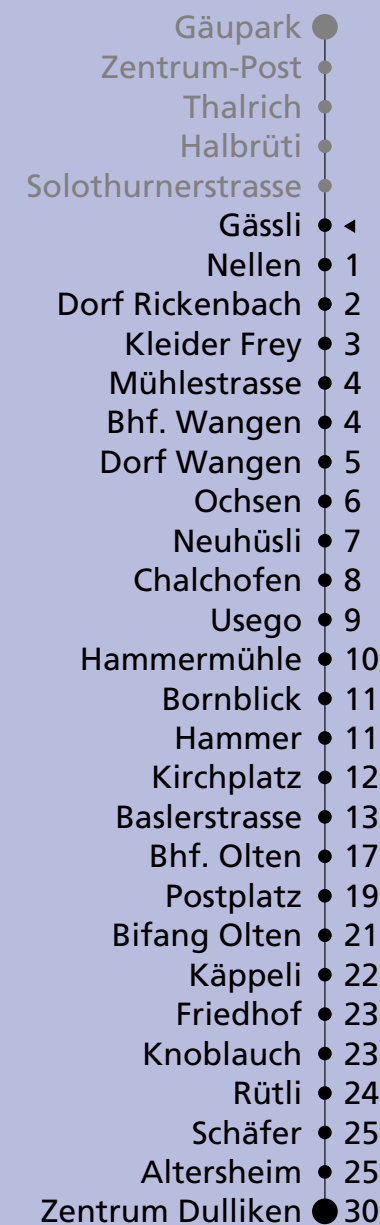 Gäupark
Zentrum-Post
Thalrich
Halbrüti
Solothurnerstrasse
Gässli
Nellen 1
Dorf Rickenbach 2
Kleider Frey 3
Mühlestrasse 4
Bhf. Wangen 4
Dorf Wangen 5
Ochsen 6
Neuhüsli 7
Chalchofen 8
Usego 9
Hammermühle 10
Bornblick 11
Hammer 11
Kirchplatz 12
Baslerstrasse 13
Bhf. Olten 17
Postplatz 19
Bifang Olten 21
Käppeli 22
Friedhof 23
Knoblauch 23
Rütli 24
Schäfer 25
Altersheim 25
Zentrum Dulliken 30